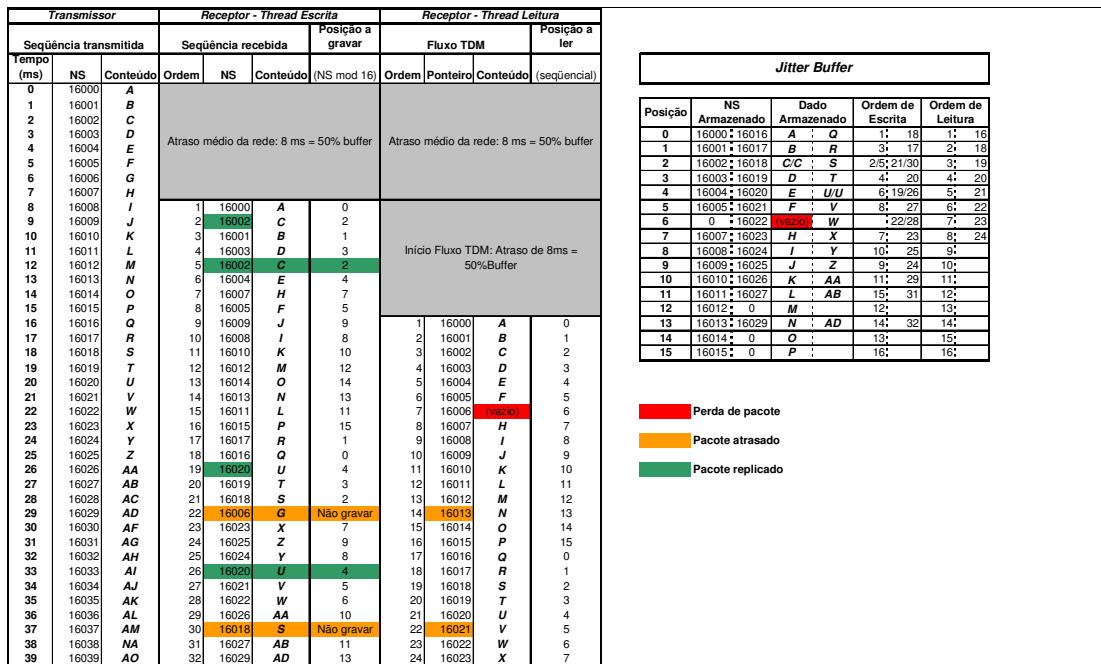 Transmissor Receptor - Thread Escrita Receptor - Thread Leitura
Seqüência transmitida Seqüência recebida Posição a gravar Fluxo TDM Posição a ler
Tempo (ms) NS Conteúdo Ordem NS Conteúdo (NS mod 16) Ordem Ponteiro Conteúdo (seqüencial)
0 16000 A
1 16001 B
2 16002 C
3 16003 D
Atraso médio da rede: 8 ms = 50% buffer Atraso médio da rede: 8 ms = 50% buffer
4 16004 E
5 16005 F
6 16006 G
7 16007 H
8 16008 I 1 16000 A 0
9 16009 J 2 16002 C 2
10 16010 K 3 16001 B 1
11 16011 L 4 16003 D 3
Início Fluxo TDM: Atraso de 8ms = 50%Buffer
12 16012 M 5 16002 C 2
13 16013 N 6 16004 E 4
14 16014 O 7 16007 H 7
15 16015 P 8 16005 F 5
16 16016 Q 9 16009 J 9 1 16000 A 0
17 16017 R 10 16008 I 8 2 16001 B 1
18 16018 S 11 16010 K 10 3 16002 C 2
19 16019 T 12 16012 M 12 4 16003 D 3
20 16020 U 13 16014 O 14 5 16004 E 4
21 16021 V 14 16013 N 13 6 16005 F 5
22 16022 W 15 16011 L 11 7 16006 (vazio) 6
23 16023 X 16 16015 P 15 8 16007 H 7
24 16024 Y 17 16017 R 1 9 16008 I 8
25 16025 Z 18 16016 Q 0 10 16009 J 9
26 16026 AA 19 16020 U 4 11 16010 K 10
27 16027 AB 20 16019 T 3 12 16011 L 11
28 16028 AC 21 16018 S 2 13 16012 M 12
29 16029 AD 22 16006 G Não gravar 14 16013 N 13
30 16030 AF 23 16023 X 7 15 16014 O 14
31 16031 AG 24 16025 Z 9 16 16015 P 15
32 16032 AH 25 16024 Y 8 17 16016 Q 0
33 16033 AI 26 16020 U 4 18 16017 R 1
34 16034 AJ 27 16021 V 5 19 16018 S 2
35 16035 AK 28 16022 W 6 20 16019 T 3
36 16036 AL 29 16026 AA 10 21 16020 U 4
37 16037 AM 30 16018 S Não gravar 22 16021 V 5
38 16038 NA 31 16027 AB 11 23 16022 W 6
39 16039 AO 32 16029 AD 13 24 16023 X 7
Jitter Buffer
Posição NS Armazenado Dado Armazenado Ordem de Escrita Ordem de Leitura
0 16000 16016 A Q 1 18 1 16
1 16001 16017 B R 3 17 2 18
2 16002 16018 C/C S 2/5 21/30 3 19
3 16003 16019 D T 4 20 4 20
4 16004 16020 E U/U 6 19/26 5 21
5 16005 16021 F V 8 27 6 22
6 0 16022 (vazio) W 22/28 7 23
7 16007 16023 H X 7 23 8 24
8 16008 16024 I Y 10 25 9
9 16009 16025 J Z 9 24 10
10 16010 16026 K AA 11 29 11
11 16011 16027 L AB 15 31 12
12 16012 0 M 12 13
13 16013 16029 N AD 14 32 14
14 16014 0 O 13 15
15 16015 0 P 16 16
Perda de pacote
Pacote atrasado
Pacote replicado